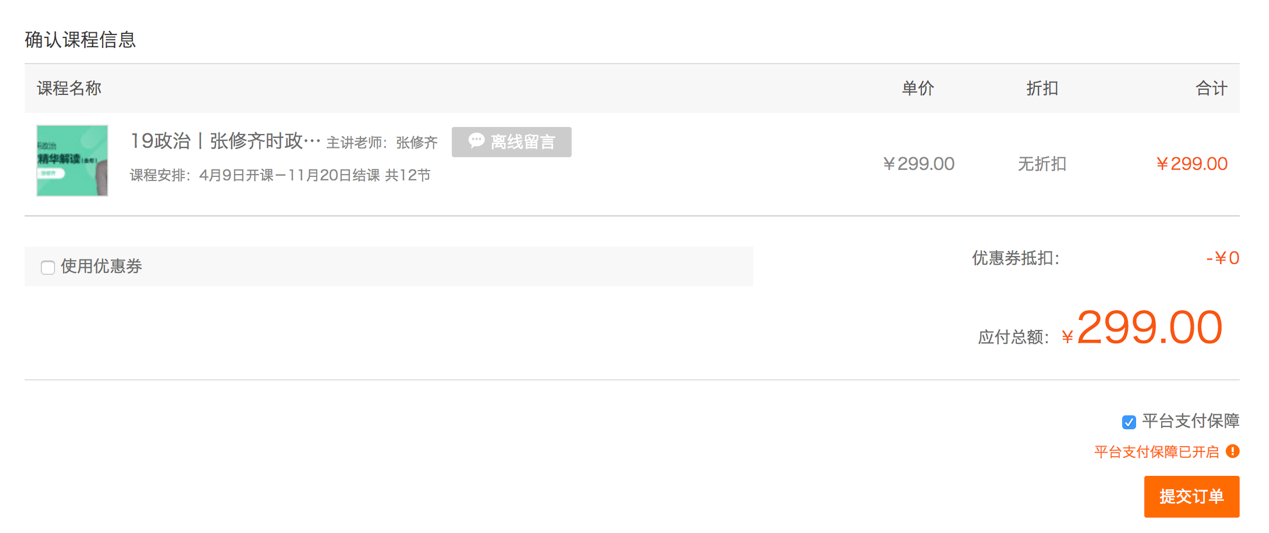 确认课程信息
课程名称 单价 折扣 合计
19政治丨张修齐时政… 主讲老师：张修齐 离线留言
课程安排：4月9日开课－11月20日结课 共12节
政治
精华解读
¥299.00 无折扣 ¥299.00
使用优惠券
优惠券抵扣： -¥0
应付总额：¥299.00
平台支付保障
平台支付保障已开启
提交订单